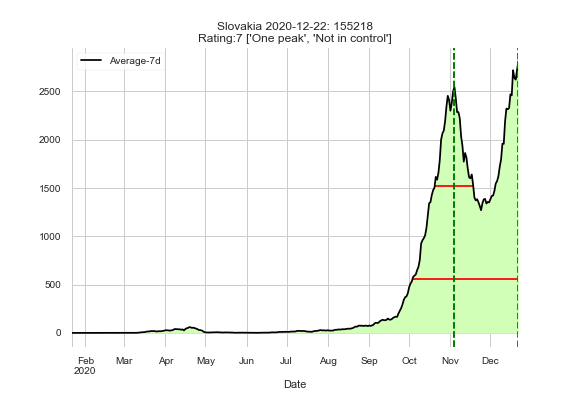 Slovakia 2020-12-22: 155218
Rating:7 ['One peak', 'Not in control']
Average-7d
2500
2000
1500
1000
500
0
Feb Mar Apr May Jun Jul Aug Sep Oct Nov Dec
2020
Date